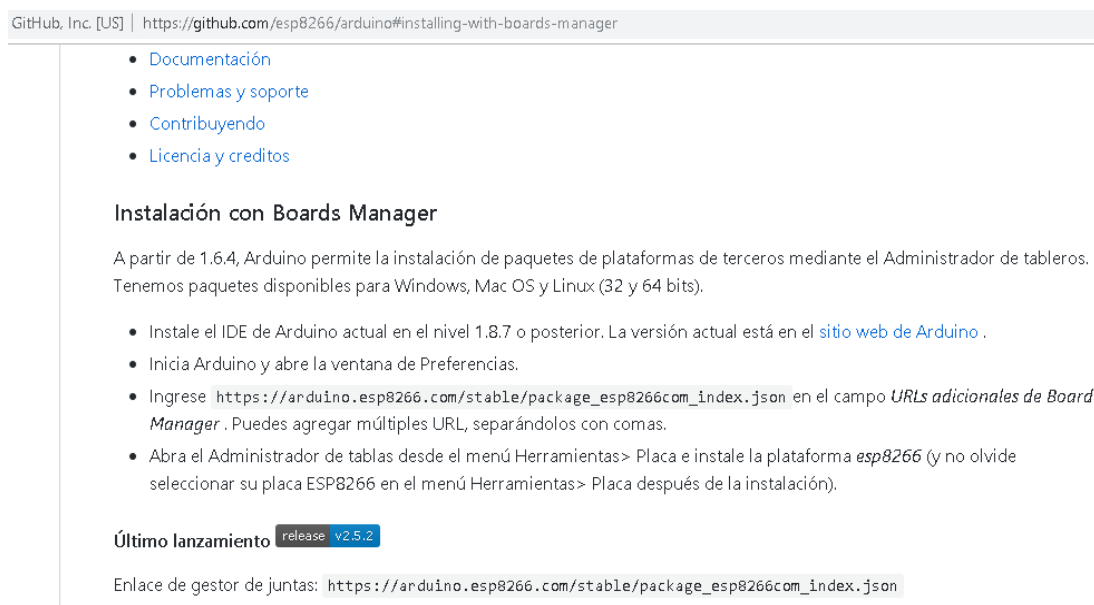 GitHub, Inc. [US] | https://github.com/esp8266/arduino#installing-with-boards-manager
• Documentación
• Problemas y soporte
• Contribuyendo
• Licencia y creditos
Instalación con Boards Manager
A partir de 1.6.4, Arduino permite la instalación de paquetes de plataformas de terceros mediante el Administrador de tableros.
Tenemos paquetes disponibles para Windows, Mac OS y Linux (32 y 64 bits).
• Instale el IDE de Arduino actual en el nivel 1.8.7 o posterior. La versión actual está en el sitio web de Arduino .
• Inicia Arduino y abre la ventana de Preferencias.
• Ingrese https://arduino.esp8266.com/stable/package_esp8266com_index.json en el campo URLs adicionales de Board
Manager . Puedes agregar múltiples URL, separándolos con comas.
• Abra el Administrador de tablas desde el menú Herramientas> Placa e instale la plataforma esp8266 (y no olvide
seleccionar su placa ESP8266 en el menú Herramientas> Placa después de la instalación).
Último lanzamiento release v2.5.2
Enlace de gestor de juntas: https://arduino.esp8266.com/stable/package_esp8266com_index.json